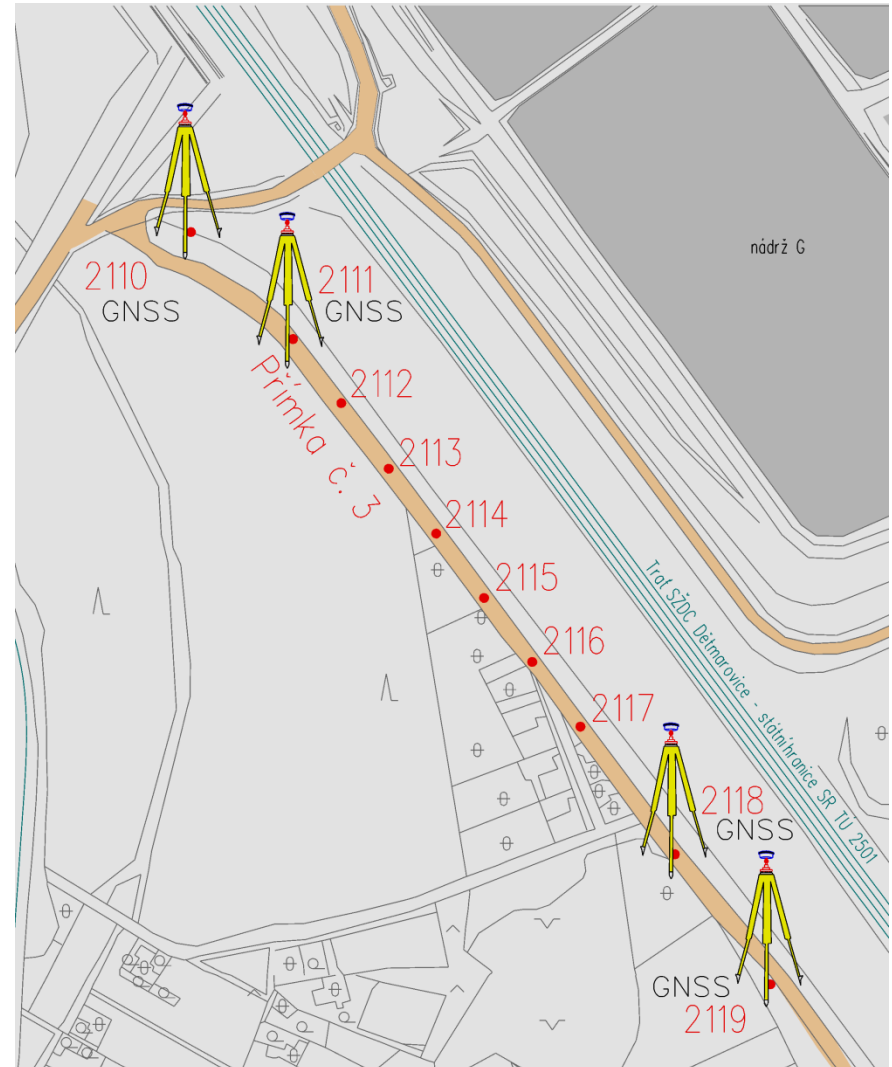 nádrž G
2110
GNSS
2111
GNSS
2112
Přímka č. 3
2113
2114
2115
Trať SŽDC Dětmarovice - státní hranice SR TÚ 2501
2116
2117
2118
GNSS
GNSS
2119